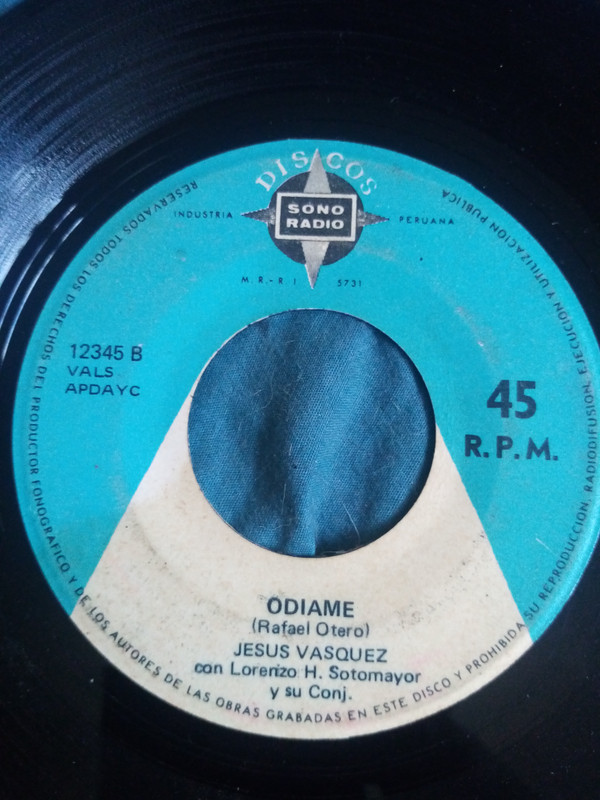 DISCOS
SONO
RADIO
INDUSTRIA PERUANA
M.R.-R.I 5731
12345 B
VALS
APDAYC
45
R.P.M.
ODIAME
(Rafael Otero)
JESUS VASQUEZ
con Lorenzo H. Sotomayor
y su Conj.
RESERVADOS TODOS LOS DERECHOS DEL PRODUCTOR FONOGRAFICO Y DE LOS AUTORES DE LAS OBRAS GRABADAS EN ESTE DISCO Y PROHIBIDA SU REPRODUCCION, RADIODIFUSION, EJECUCION Y UTILIZACION PUBLICA